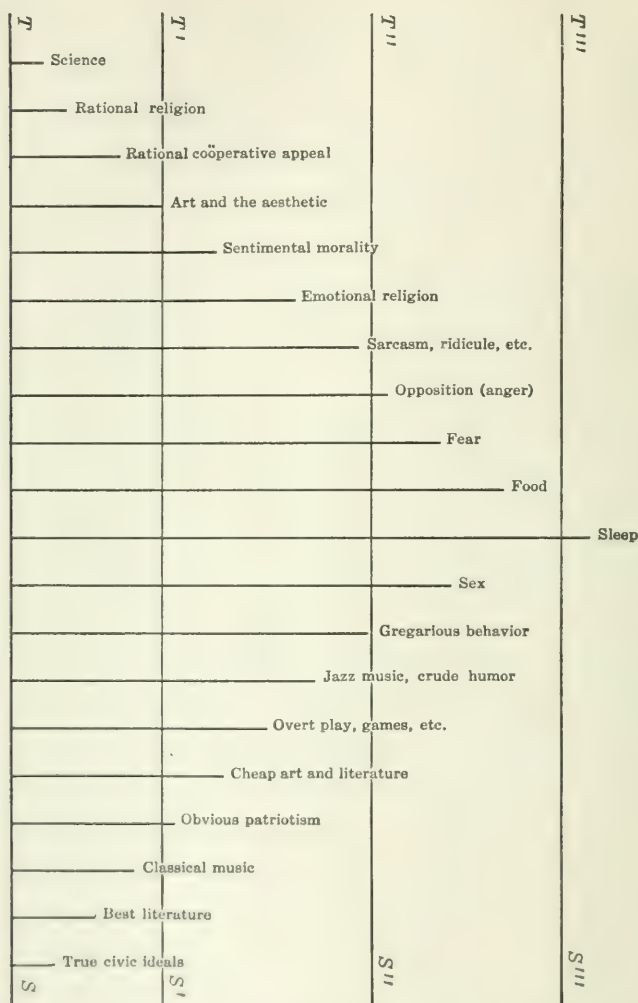 T T' T'' T'''
Science
Rational religion
Rational coöperative appeal
Art and the aesthetic
Sentimental morality
Emotional religion
Sarcasm, ridicule, etc.
Opposition (anger)
Fear
Food
Sleep
Sex
Gregarious behavior
Jazz music, crude humor
Overt play, games, etc.
Cheap art and literature
Obvious patriotism
Classical music
Best literature
True civic ideals
S S' S'' S'''